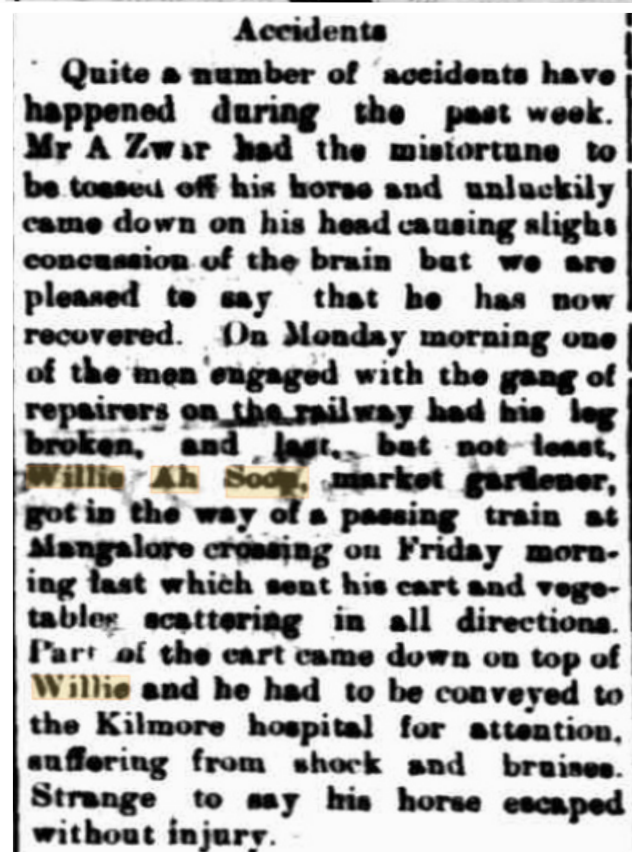 Accidents
Quite a number of accidents have
happened during the past week.
Mr A Zwar had the mistortune to
be tossed off his horse and unluckily
came down on his head causing slight
concussion of the brain but we are
pleased to say that he has now
recovered. On Monday morning one
of the men engaged with the gang of
repairers on the railway had his leg
broken, and last, but not least,
Willie Ah Soon, market gardener,
got in the way of a passing train at
Mangalore crossing on Friday morn-
ing last which sent his cart and vege-
tables scattering in all directions.
Part of the cart came down on top of
Willie and he had to be conveyed to
the Kilmore hospital for attention,
suffering from shock and bruises.
Strange to say his horse escaped
without injury.